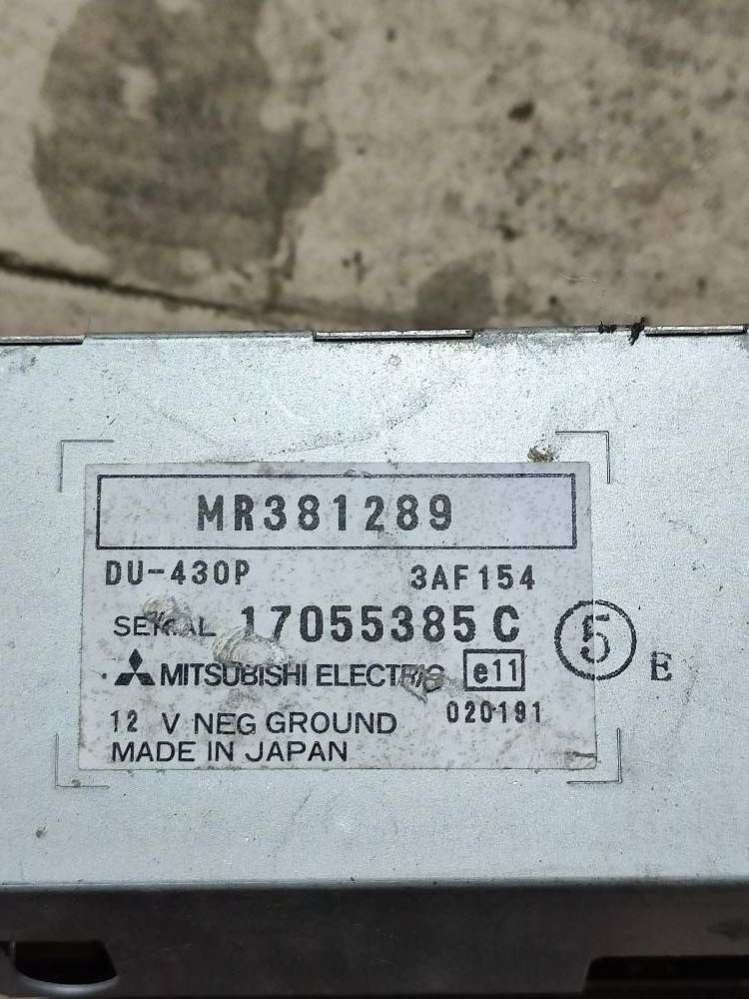 MR381289
DU-430P 3AF154
SERIAL 17055385 C
MITSUBISHI ELECTRIC e11
5 E
020191
12 V NEG GROUND
MADE IN JAPAN